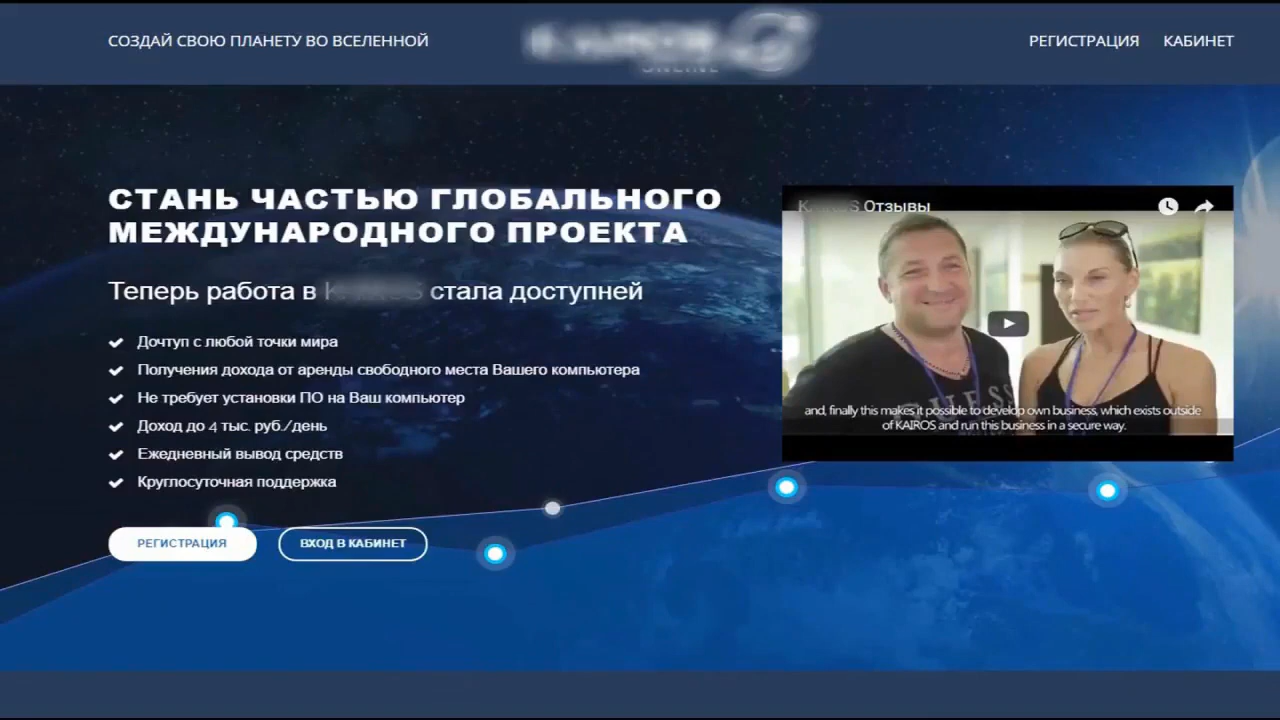 СОЗДАЙ СВОЮ ПЛАНЕТУ ВО ВСЕЛЕННОЙ
ONLINE
РЕГИСТРАЦИЯ
КАБИНЕТ
СТАНЬ ЧАСТЬЮ ГЛОБАЛЬНОГО
МЕЖДУНАРОДНОГО ПРОЕКТА
Теперь работа в стала доступней
Доčтуп с любой точки мира
Получения дохода от аренды свободного места Вашего компьютера
Не требует установки ПО на Ваш компьютер
Доход до 4 тыс. руб./день
Ежедневный вывод средств
Круглосуточная поддержка
РЕГИСТРАЦИЯ
ВХОД В КАБИНЕТ
Отзывы
GUESS
and, finally this makes it possible to develop own business, which exists outside
of KAIROS and run this business in a secure way.